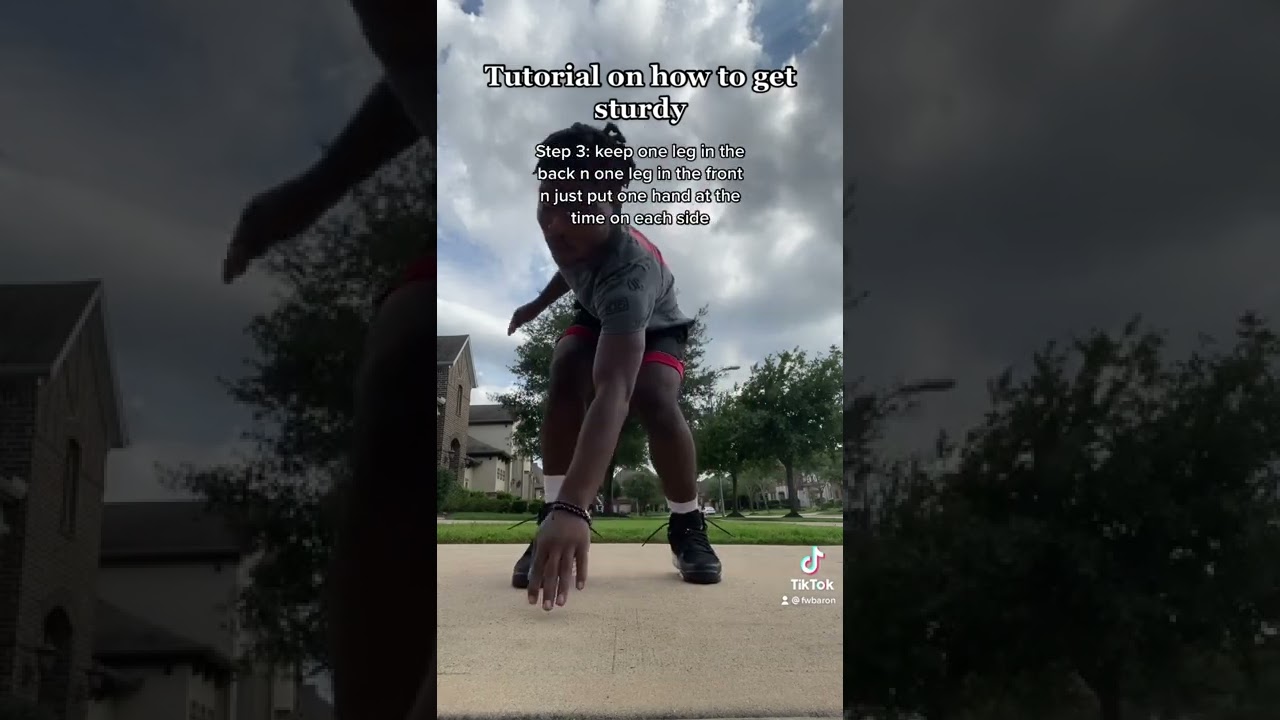 Tutorial on how to get
sturdy
Step 3: keep one leg in the
back n one leg in the front
n just put one hand at the
time on each side
TikTok
@fwbaron